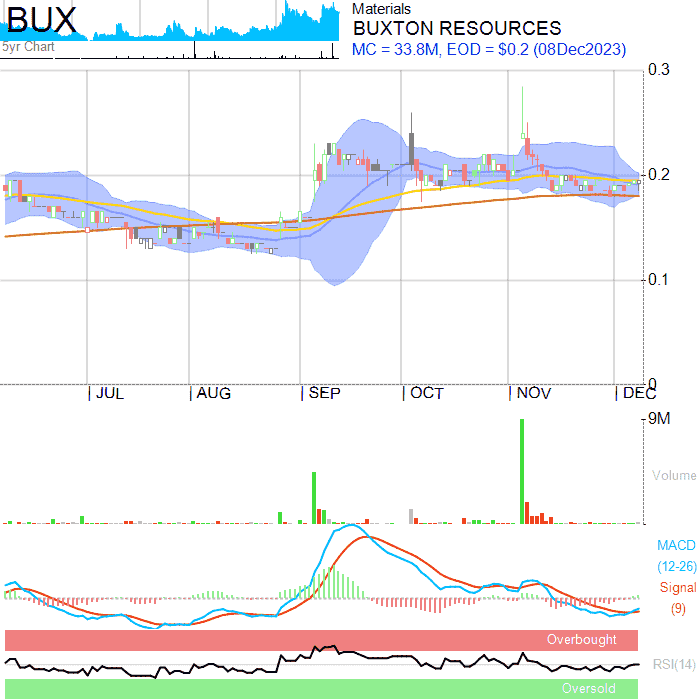 BUX
5yr Chart
Materials
BUXTON RESOURCES
MC = 33.8M, EOD = $0.2 (08Dec2023)
0.3
0.2
0.1
0
JUL AUG SEP OCT NOV DEC
9M
Volume
MACD
(12-26)
Signal
(9)
Overbought
RSI(14)
Oversold